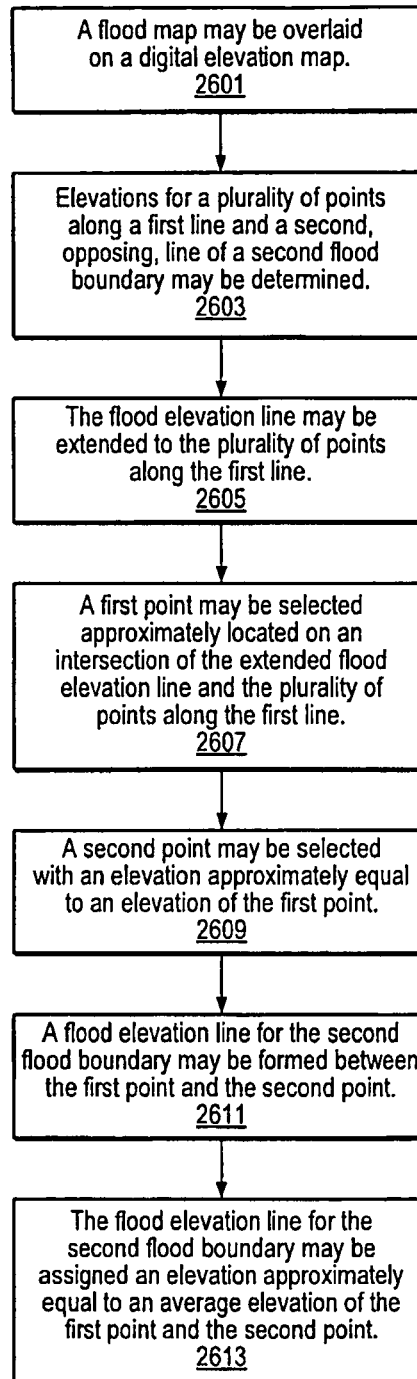 A flood map may be overlaid
on a digital elevation map.
2601
Elevations for a plurality of points
along a first line and a second,
opposing, line of a second flood
boundary may be determined.
2603
The flood elevation line may be
extended to the plurality of points
along the first line.
2605
A first point may be selected
approximately located on an
intersection of the extended flood
elevation line and the plurality of
points along the first line.
2607
A second point may be selected
with an elevation approximately equal
to an elevation of the first point.
2609
A flood elevation line for the second
flood boundary may be formed between
the first point and the second point.
2611
The flood elevation line for the
second flood boundary may be
assigned an elevation approximately
equal to an average elevation of the
first point and the second point.
2613